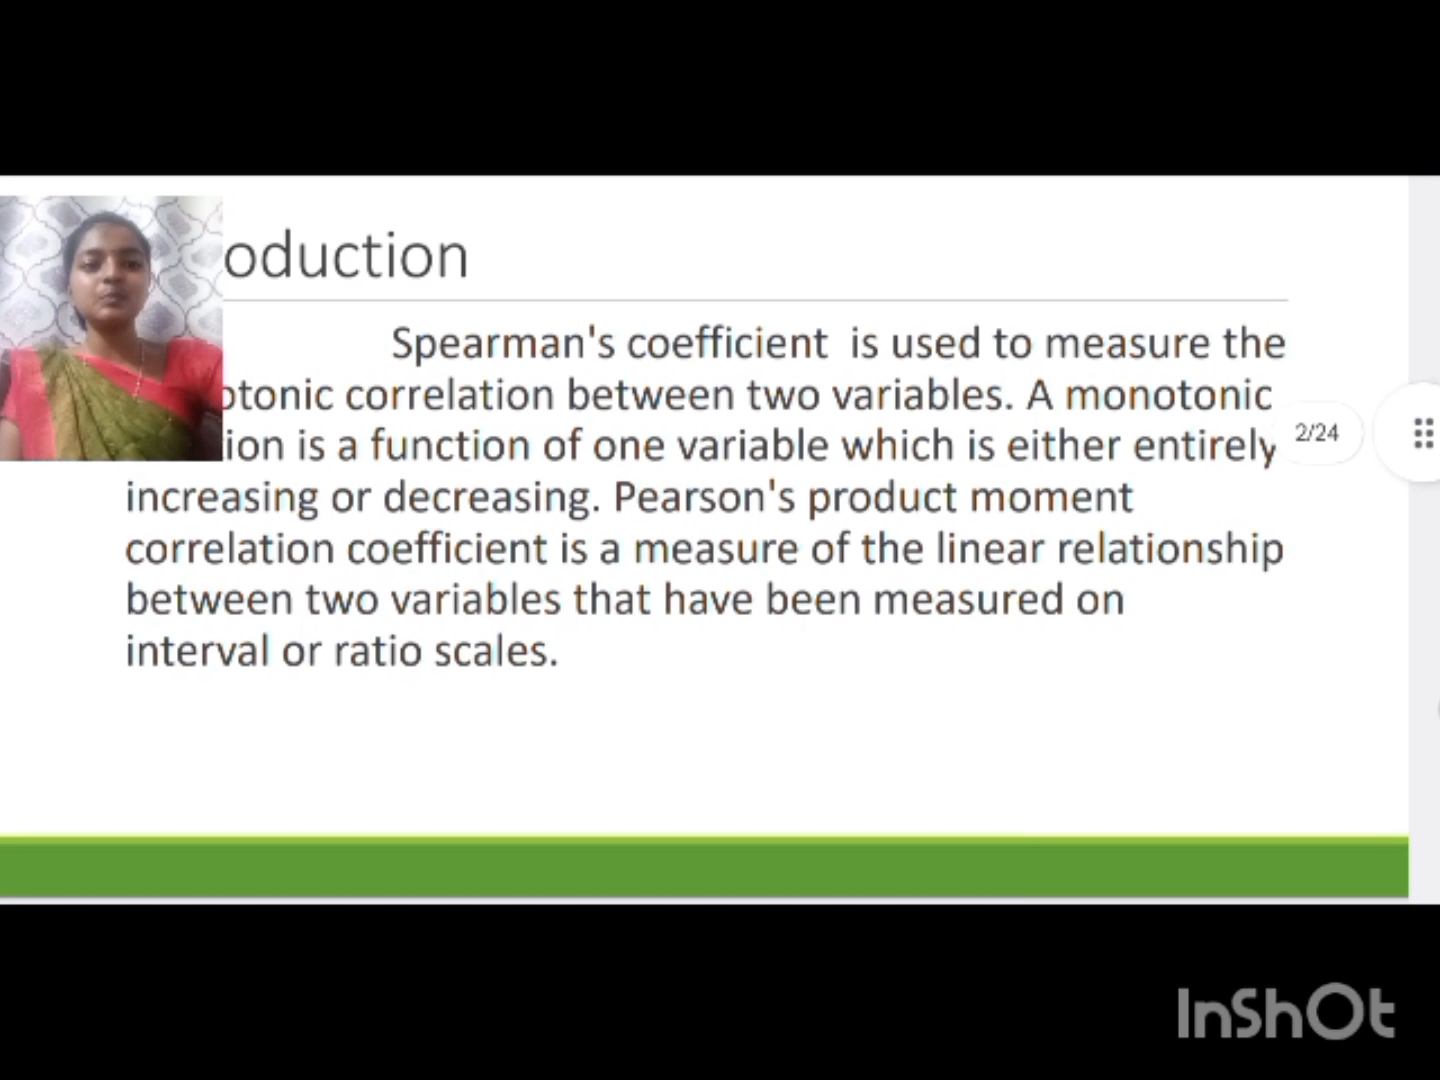 oduction
Spearman's coefficient is used to measure the
otonic correlation between two variables. A monotonic
ion is a function of one variable which is either entirely
increasing or decreasing. Pearson's product moment
correlation coefficient is a measure of the linear relationship
between two variables that have been measured on
interval or ratio scales.
2/24
InShOt